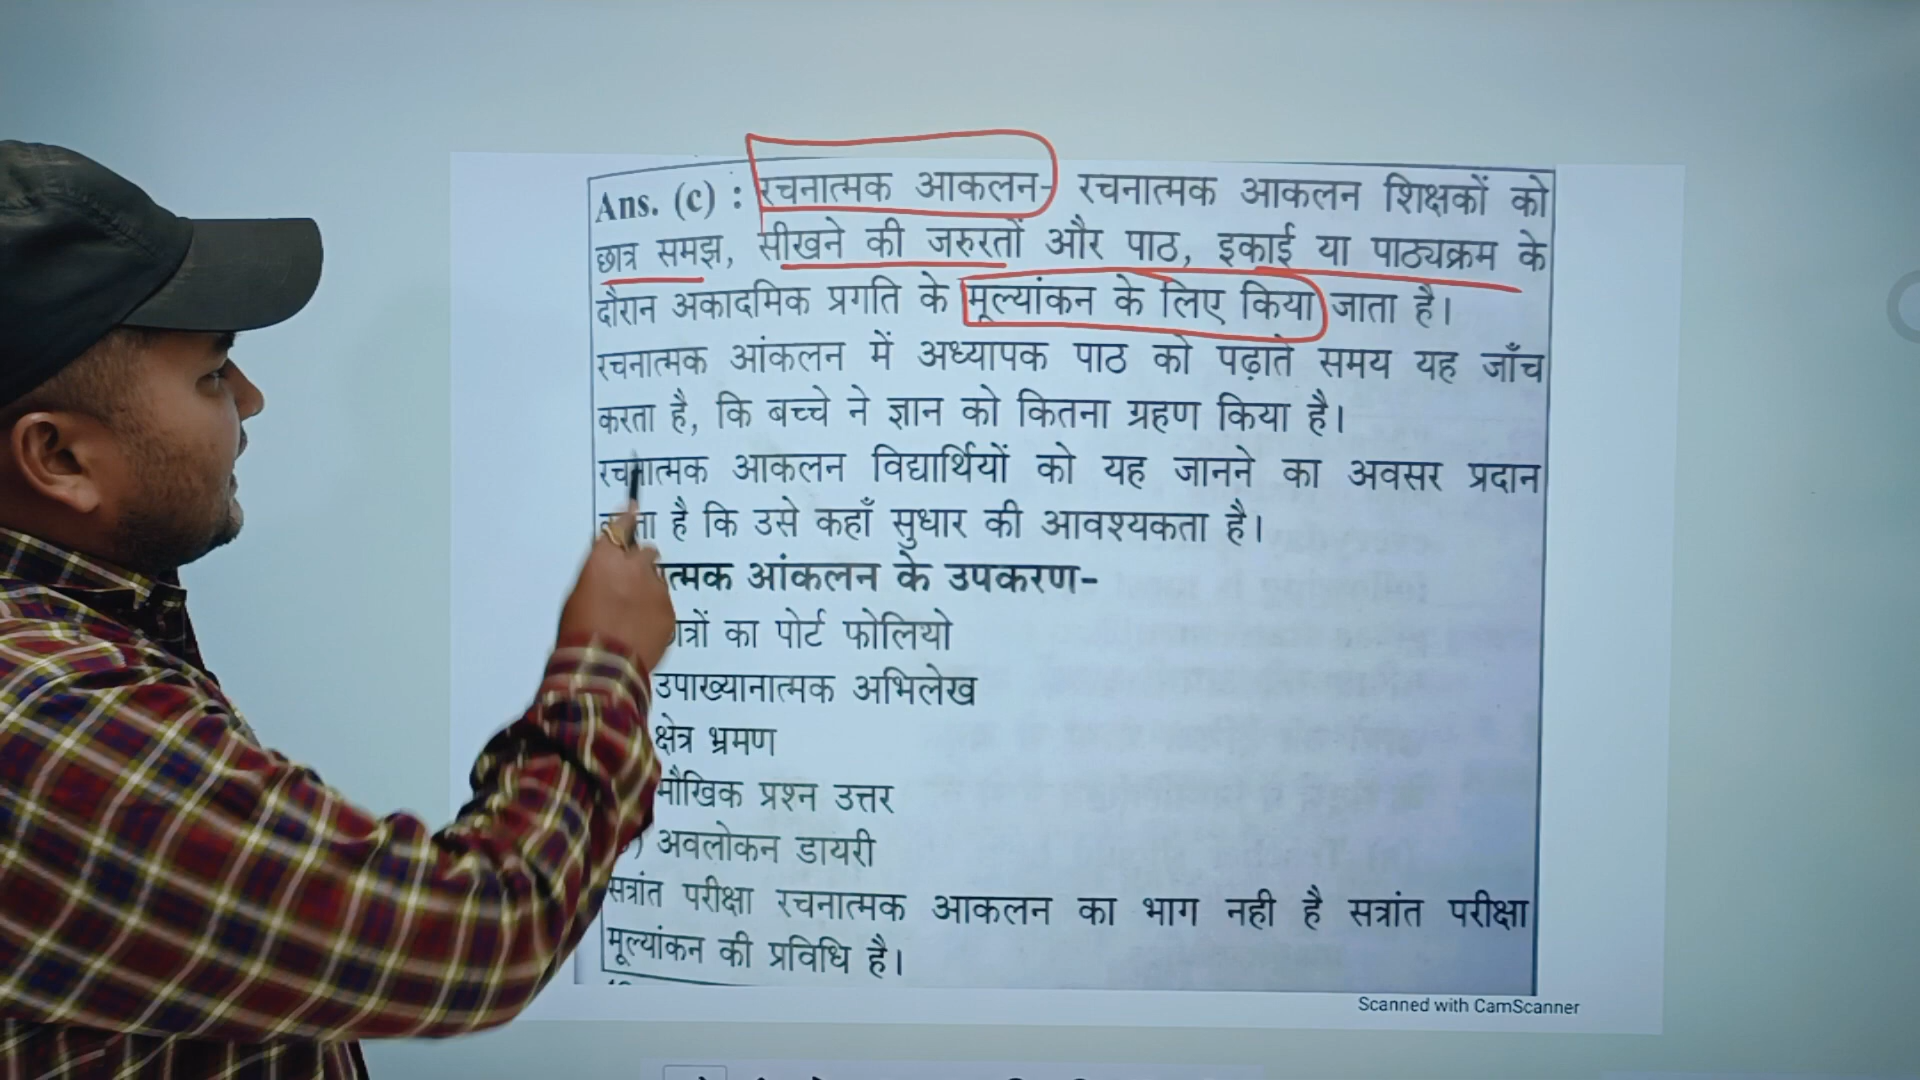 Ans. (c) : रचनात्मक आकलन- रचनात्मक आकलन शिक्षकों को
छात्र समझ, सीखने की जरुरतों और पाठ, इकाई या पाठ्यक्रम के
दौरान अकादमिक प्रगति के मूल्यांकन के लिए किया जाता है।
रचनात्मक आंकलन में अध्यापक पाठ को पढ़ाते समय यह जाँच
करता है, कि बच्चे ने ज्ञान को कितना ग्रहण किया है।
रचनात्मक आकलन विद्यार्थियों को यह जानने का अवसर प्रदान
है कि उसे कहाँ सुधार की आवश्यकता है।
आंकलन के उपकरण-
का पोर्ट फोलियो
उपाख्यानात्मक अभिलेख
क्षेत्र भ्रमण
मौखिक प्रश्न उत्तर
अवलोकन डायरी
सत्रांत परीक्षा रचनात्मक आकलन का भाग नही है सत्रांत परीक्षा
मूल्यांकन की प्रविधि है।
Scanned with CamScanner